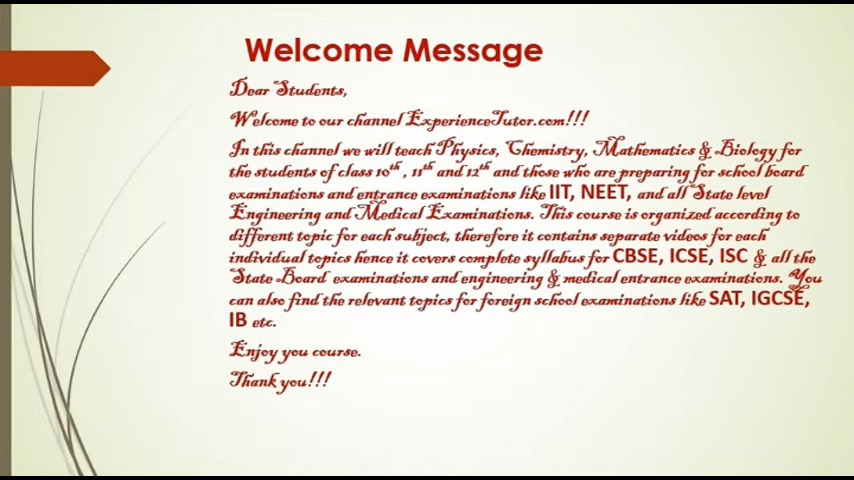 Welcome Message
Dear Students,
Welcome to our channel ExperienceTutor.com!!!
In this channel we will teach Physics, Chemistry, Mathematics & Biology for
the students of class 10th , 11th and 12th and those who are preparing for school board
examinations and entrance examinations like IIT, NEET, and all State level
Engineering and Medical Examinations. This course is organized according to
different topic for each subject, therefore it contains separate videos for each
individual topics hence it covers complete syllabus for CBSE, ICSE, ISC & all the
State Board examinations and engineering & medical entrance examinations. You
can also find the relevant topics for foreign school examinations like SAT, IGCSE,
IB etc.
Enjoy you course.
Thank you!!!